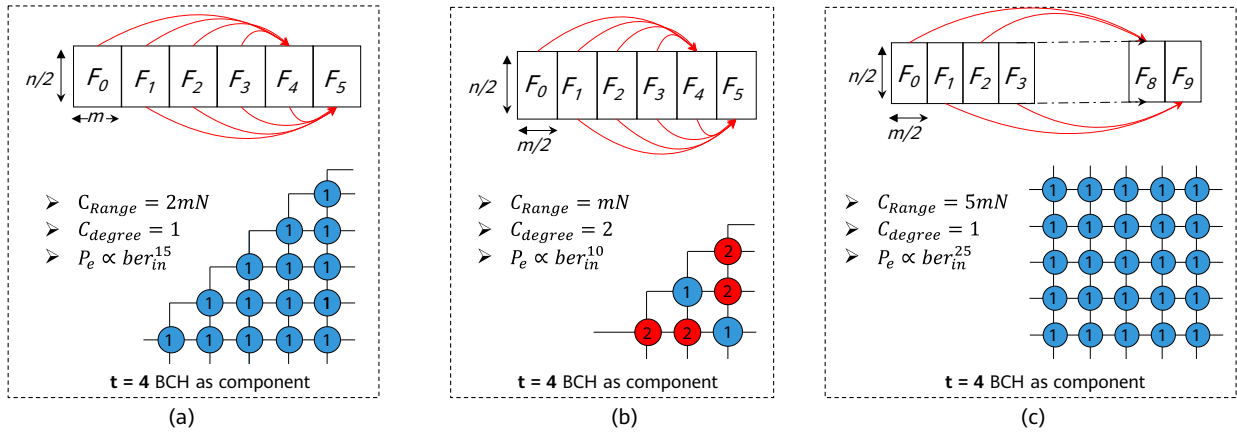 n/2
F0 F1 F2 F3 F4 F5
m
➢ C_Range = 2mN
➢ C_degree = 1
➢ P_e ∝ ber_in^15
1
1 1
1 1 1
1 1 1 1
1 1 1 1 1
t = 4 BCH as component
(a)
n/2
F0 F1 F2 F3 F4 F5
m/2
➢ C_Range = mN
➢ C_degree = 2
➢ P_e ∝ ber_in^10
2
1 2
2 2 1
t = 4 BCH as component
(b)
n/2
F0 F1 F2 F3 F8 F9
m/2
➢ C_Range = 5mN
➢ C_degree = 1
➢ P_e ∝ ber_in^25
1 1 1 1 1
1 1 1 1 1
1 1 1 1 1
1 1 1 1 1
1 1 1 1 1
t = 4 BCH as component
(c)